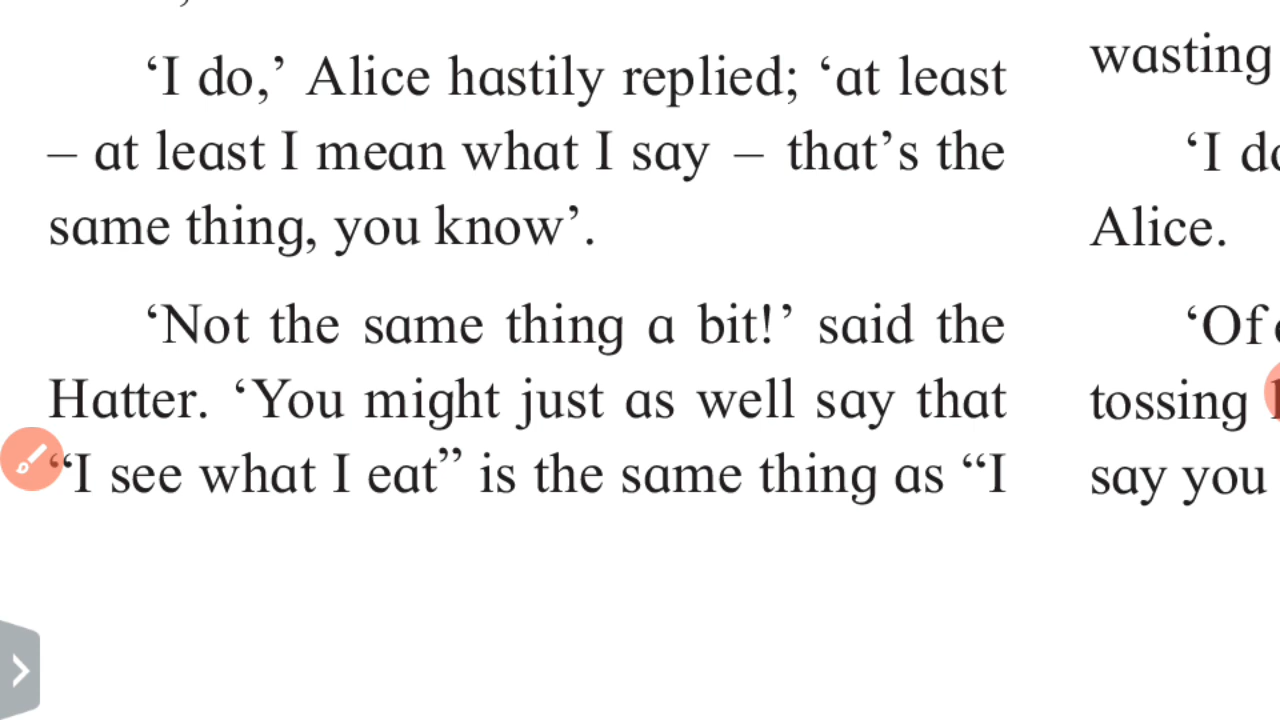 ‘I do,’ Alice hastily replied; ‘at least
– at least I mean what I say – that’s the
same thing, you know’.
‘Not the same thing a bit!’ said the
Hatter. ‘You might just as well say that
“I see what I eat” is the same thing as “I
wasting
‘I
Alice.
‘Of
tossing
say you